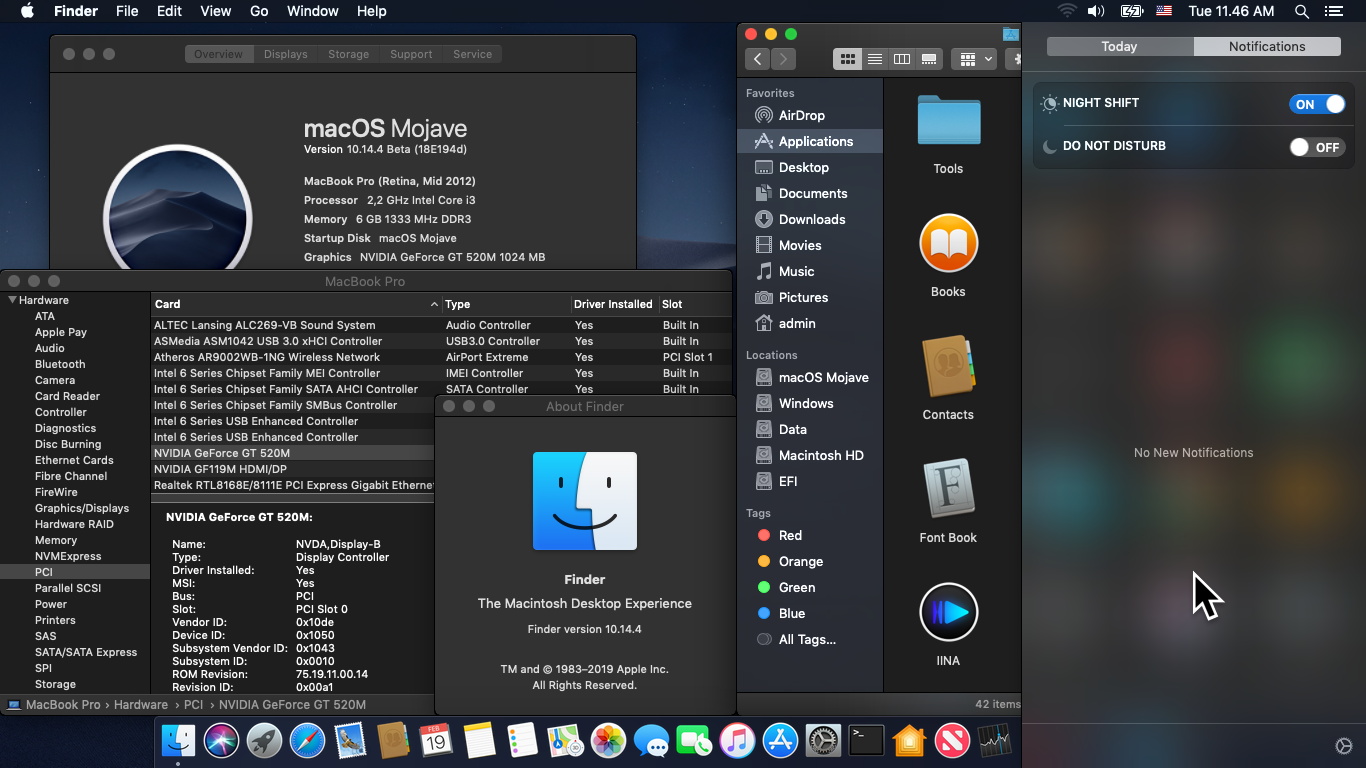 Finder File Edit View Go Window Help
Tue 11.46 AM
Overview Displays Storage Support Service
macOS Mojave
Version 10.14.4 Beta (18E194d)
MacBook Pro (Retina, Mid 2012)
Processor 2,2 GHz Intel Core i3
Memory 6 GB 1333 MHz DDR3
Startup Disk macOS Mojave
Graphics NVIDIA GeForce GT 520M 1024 MB
MacBook Pro
Hardware
ATA
Apple Pay
Audio
Bluetooth
Camera
Card Reader
Controller
Diagnostics
Disc Burning
Ethernet Cards
Fibre Channel
FireWire
Graphics/Displays
Hardware RAID
Memory
NVMExpress
PCI
Parallel SCSI
Power
Printers
SAS
SATA/SATA Express
SPI
Storage
Card Type Driver Installed Slot
ALTEC Lansing ALC269-VB Sound System Audio Controller Yes Built In
ASMedia ASM1042 USB 3.0 xHCI Controller USB3.0 Controller Yes Built In
Atheros AR9002WB-1NG Wireless Network AirPort Extreme Yes PCI Slot 1
Intel 6 Series Chipset Family MEI Controller IMEI Controller Yes Built In
Intel 6 Series Chipset Family SATA AHCI Controller SATA Controller Yes Built In
Intel 6 Series Chipset Family SMBus Controller
Intel 6 Series USB Enhanced Controller
Intel 6 Series USB Enhanced Controller
NVIDIA GeForce GT 520M
NVIDIA GF119M HDMI/DP
Realtek RTL8168E/8111E PCI Express Gigabit Etherne
NVIDIA GeForce GT 520M:
Name: NVDA,Display-B
Type: Display Controller
Driver Installed: Yes
MSI: Yes
Bus: PCI
Slot: PCI Slot 0
Vendor ID: 0x10de
Device ID: 0x1050
Subsystem Vendor ID: 0x1043
Subsystem ID: 0x0010
ROM Revision: 75.19.11.00.14
Revision ID: 0x00a1
MacBook Pro › Hardware › PCI › NVIDIA GeForce GT 520M
About Finder
Finder
The Macintosh Desktop Experience
Finder version 10.14.4
TM and © 1983–2019 Apple Inc.
All Rights Reserved.
Favorites
AirDrop
Applications
Desktop
Documents
Downloads
Movies
Music
Pictures
admin
Locations
macOS Mojave
Windows
Data
Macintosh HD
EFI
Tags
Red
Orange
Green
Blue
All Tags...
Tools
Books
Contacts
F
Font Book
IINA
42 items
Today Notifications
NIGHT SHIFT ON
DO NOT DISTURB OFF
No New Notifications
FEB
19